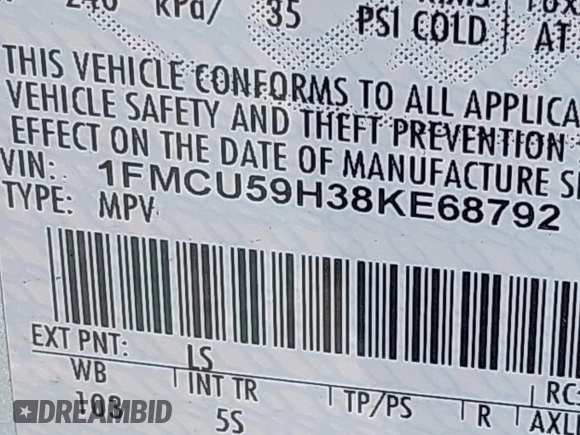 240 kPa/ 35 PSI COLD
AT
THIS VEHICLE CONFORMS TO ALL APPLICA
VEHICLE SAFETY AND THEFT PREVENTION
EFFECT ON THE DATE OF MANUFACTURE S
VIN: 1FMCU59H38KE68792
TYPE: MPV
EXT PNT: LS
RC
WB INT TR TP/PS R AXL
103 5S
DREAMBID